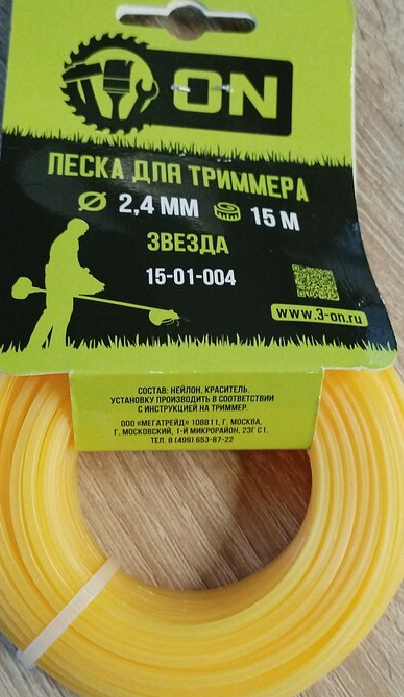 ON
ЛЕСКА ДЛЯ ТРИММЕРА
2,4 ММ 15 М
ЗВЕЗДА
15-01-004
www.3-on.ru
СОСТАВ: НЕЙЛОН, КРАСИТЕЛЬ.
УСТАНОВКУ ПРОИЗВОДИТЬ В СООТВЕТСТВИИ
С ИНСТРУКЦИЕЙ НА ТРИММЕР.
ООО «МЕГАТРЕЙД» 108811, Г. МОСКВА,
Г. МОСКОВСКИЙ, 1-Й МИКРОРАЙОН, 23Г С1.
ТЕЛ. 8 (499) 653-87-22